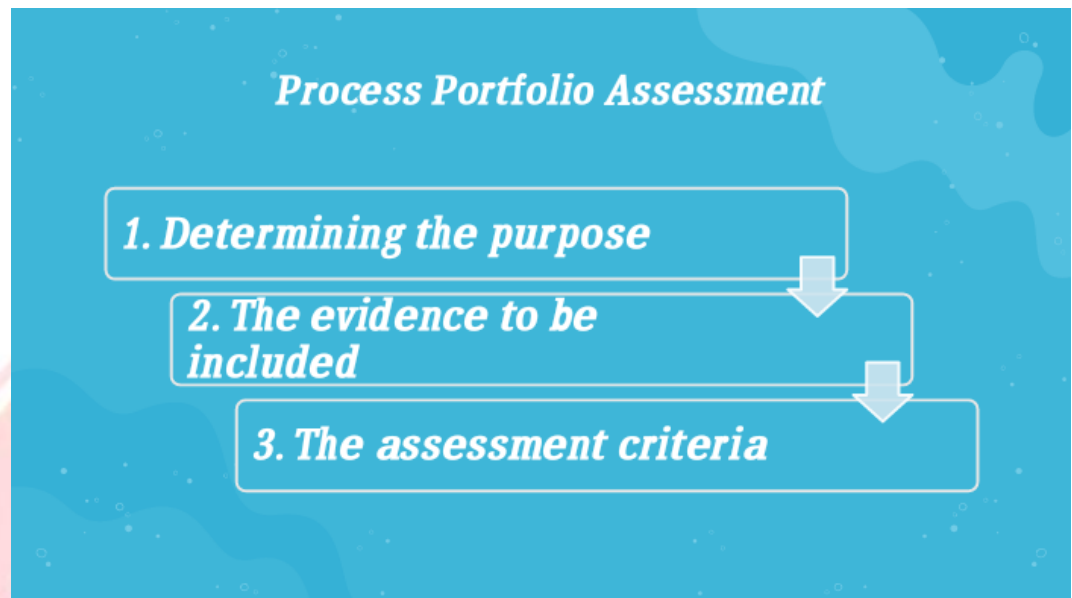 Process Portfolio Assessment
1. Determining the purpose
2. The evidence to be
included
3. The assessment criteria